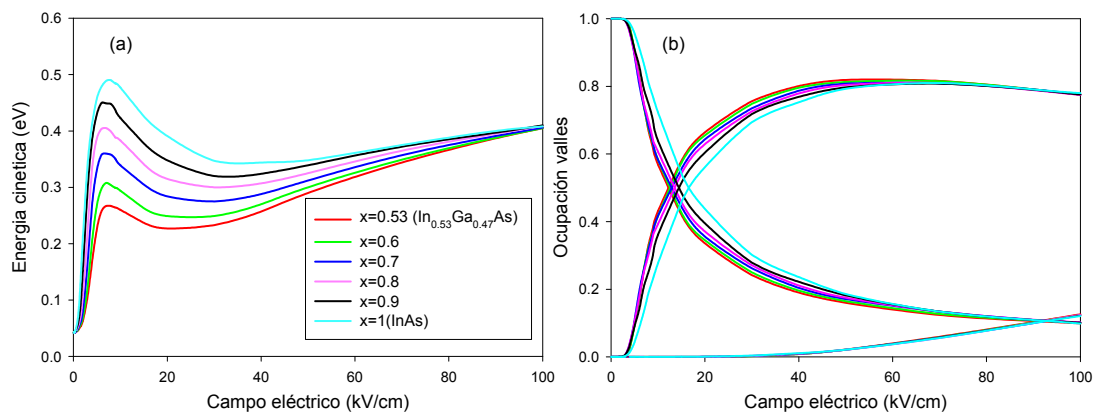 (a)
Energia cinetica (eV)
0.6
0.5
0.4
0.3
0.2
0.1
0.0
0 20 40 60 80 100
Campo eléctrico (kV/cm)
x=0.53 (In0.53Ga0.47As)
x=0.6
x=0.7
x=0.8
x=0.9
x=1(InAs)
(b)
Ocupación valles
1.0
0.8
0.6
0.4
0.2
0.0
0 20 40 60 80 100
Campo eléctrico (kV/cm)